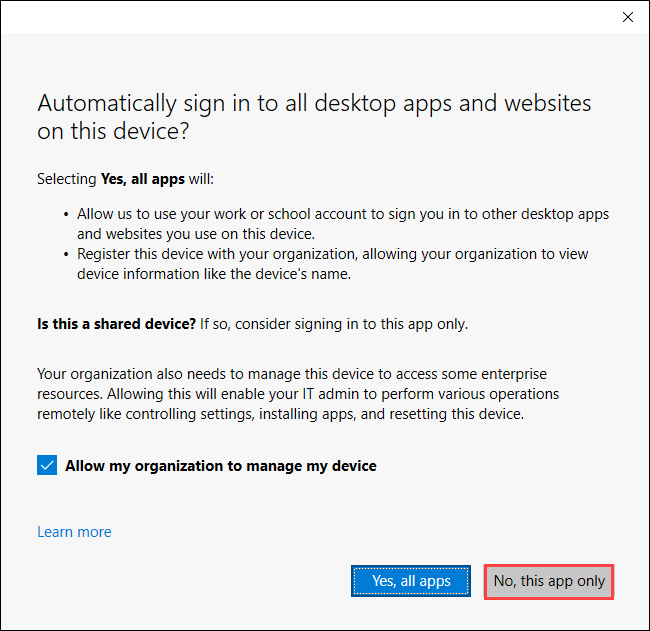 Automatically sign in to all desktop apps and websites
on this device?
Selecting Yes, all apps will:
• Allow us to use your work or school account to sign you in to other desktop apps
and websites you use on this device.
• Register this device with your organization, allowing your organization to view
device information like the device's name.
Is this a shared device? If so, consider signing in to this app only.
Your organization also needs to manage this device to access some enterprise
resources. Allowing this will enable your IT admin to perform various operations
remotely like controlling settings, installing apps, and resetting this device.
Allow my organization to manage my device
Learn more
Yes, all apps
No, this app only